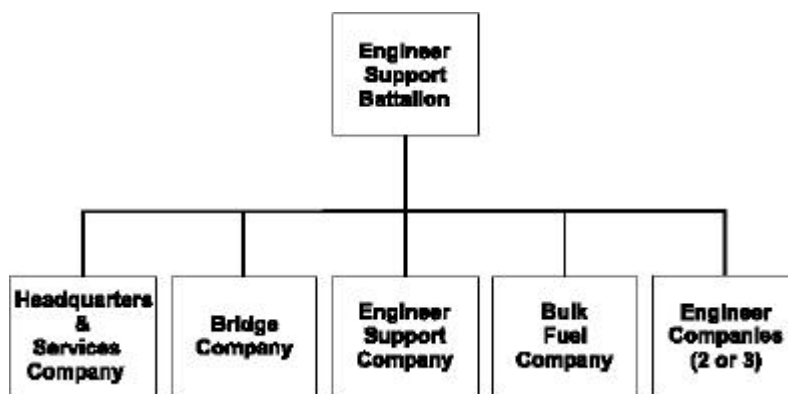 Engineer
Support
Battalion
Headquarters
&
Services
Company
Bridge
Company
Engineer
Support
Company
Bulk
Fuel
Company
Engineer
Companies
(2 or 3)